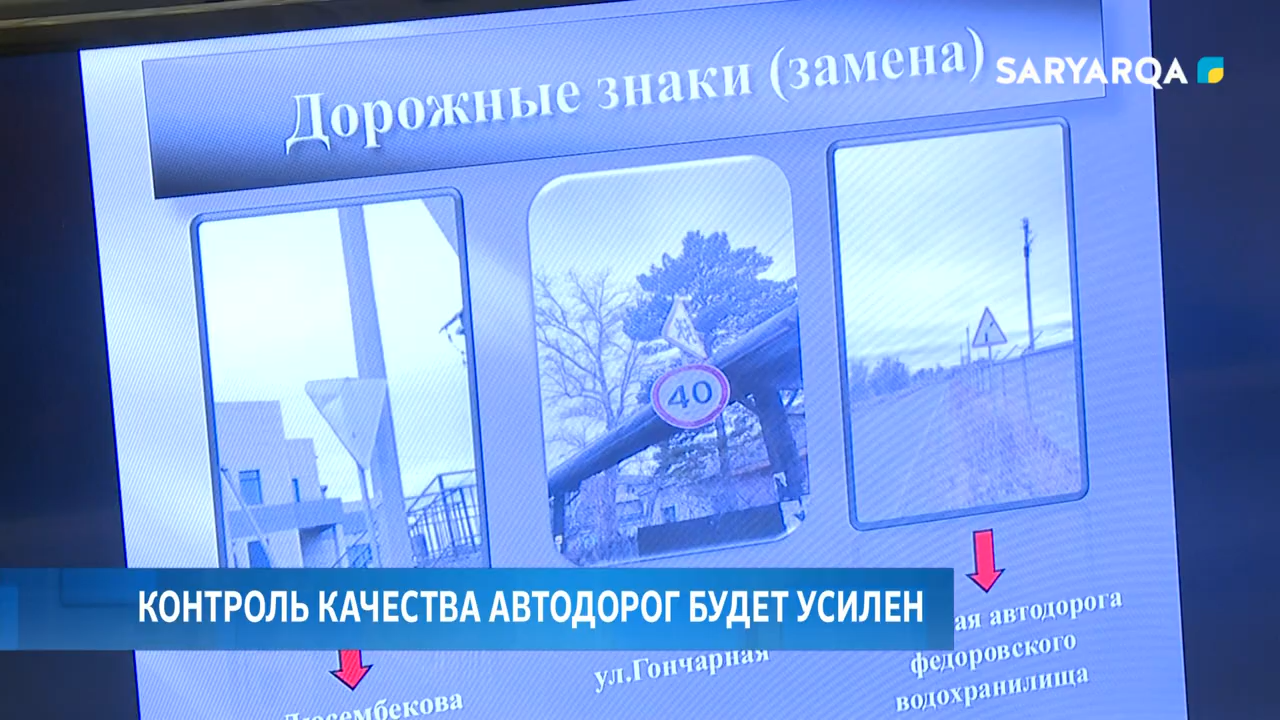 Дорожные знаки (замена)
SARYARQA
40
КОНТРОЛЬ КАЧЕСТВА АВТОДОРОГ БУДЕТ УСИЛЕН
автодорога
ул.Гончарная
федоровского
водохранилища